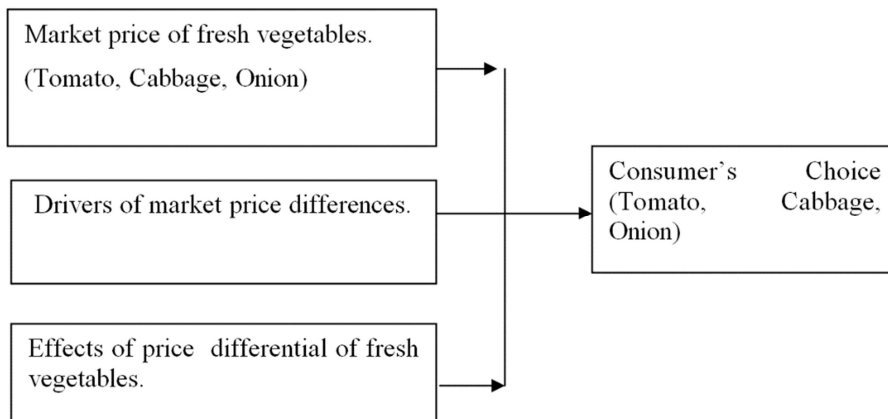 Market price of fresh vegetables.
(Tomato, Cabbage, Onion)
Drivers of market price differences.
Effects of price differential of fresh
vegetables.
Consumer`s Choice
(Tomato, Cabbage,
Onion)